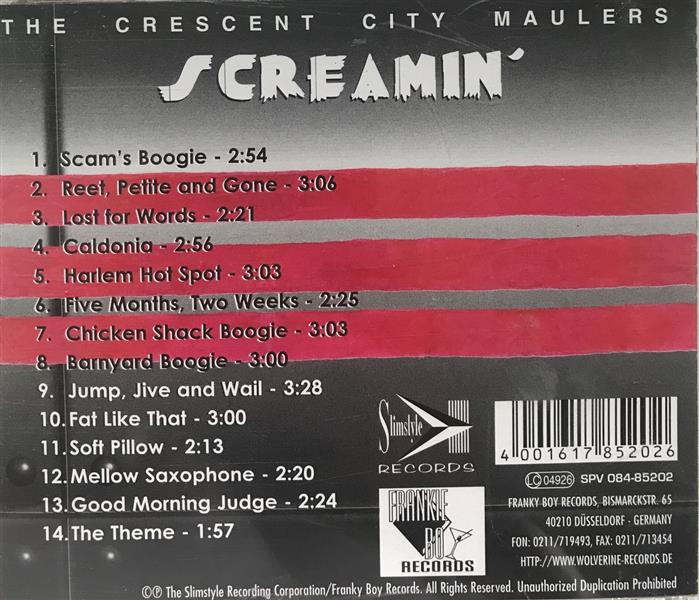 THE CRESCENT CITY MAULERS
SCREAMIN'
1. Scam's Boogie - 2:54
2. Reet, Petite and Gone - 3:06
3. Lost for Words - 2:21
4. Caldonia - 2:56
5. Harlem Hot Spot - 3:03
6. Five Months, Two Weeks - 2:25
7. Chicken Shack Boogie - 3:03
8. Barnyard Boogie - 3:00
9. Jump, Jive and Wail - 3:28
10. Fat Like That - 3:00
11. Soft Pillow - 2:13
12. Mellow Saxophone - 2:20
13. Good Morning Judge - 2:24
14. The Theme - 1:57
Slimstyle
RECORDS
FRANKIE
BOY
RECORDS
4 001617 852026
LC 04926 SPV 084-85202
FRANKY BOY RECORDS, BISMARCKSTR. 65
40210 DÜSSELDORF - GERMANY
FON: 0211/719493, FAX: 0211/713454
HTTP://WWW.WOLVERINE-RECORDS.DE
©℗ The Slimstyle Recording Corporation/Franky Boy Records. All Rights Reserved. Unauthorized Duplication Prohibited